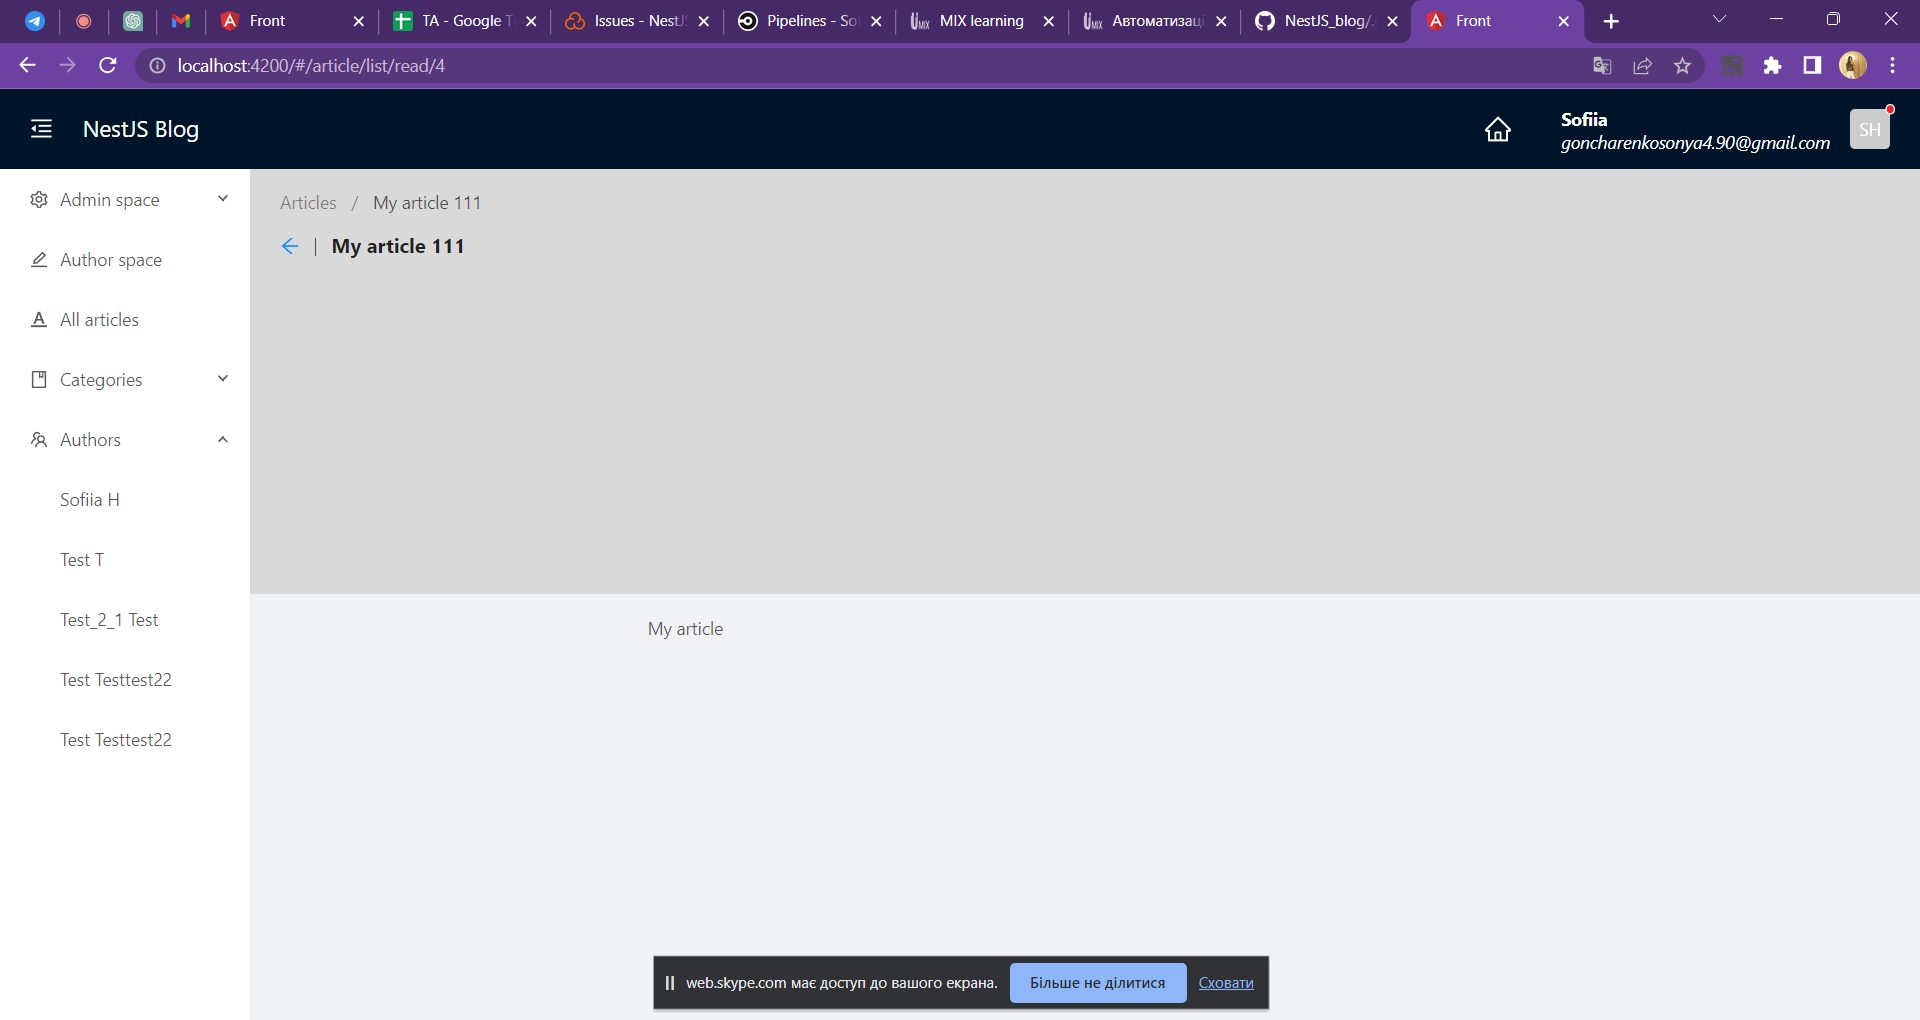 Front
TA - Google T
Issues - NestJS
Pipelines - So
MIX learning
Автоматизаці
NestJS_blog/.
Front
localhost:4200/#/article/list/read/4
NestJS Blog
Sofiia
goncharenkosonya4.90@gmail.com
SH
Admin space
Author space
All articles
Categories
Authors
Sofiia H
Test T
Test_2_1 Test
Test Testtest22
Test Testtest22
Articles / My article 111
| My article 111
My article
web.skype.com має доступ до вашого екрана.
Більше не ділитися
Сховати